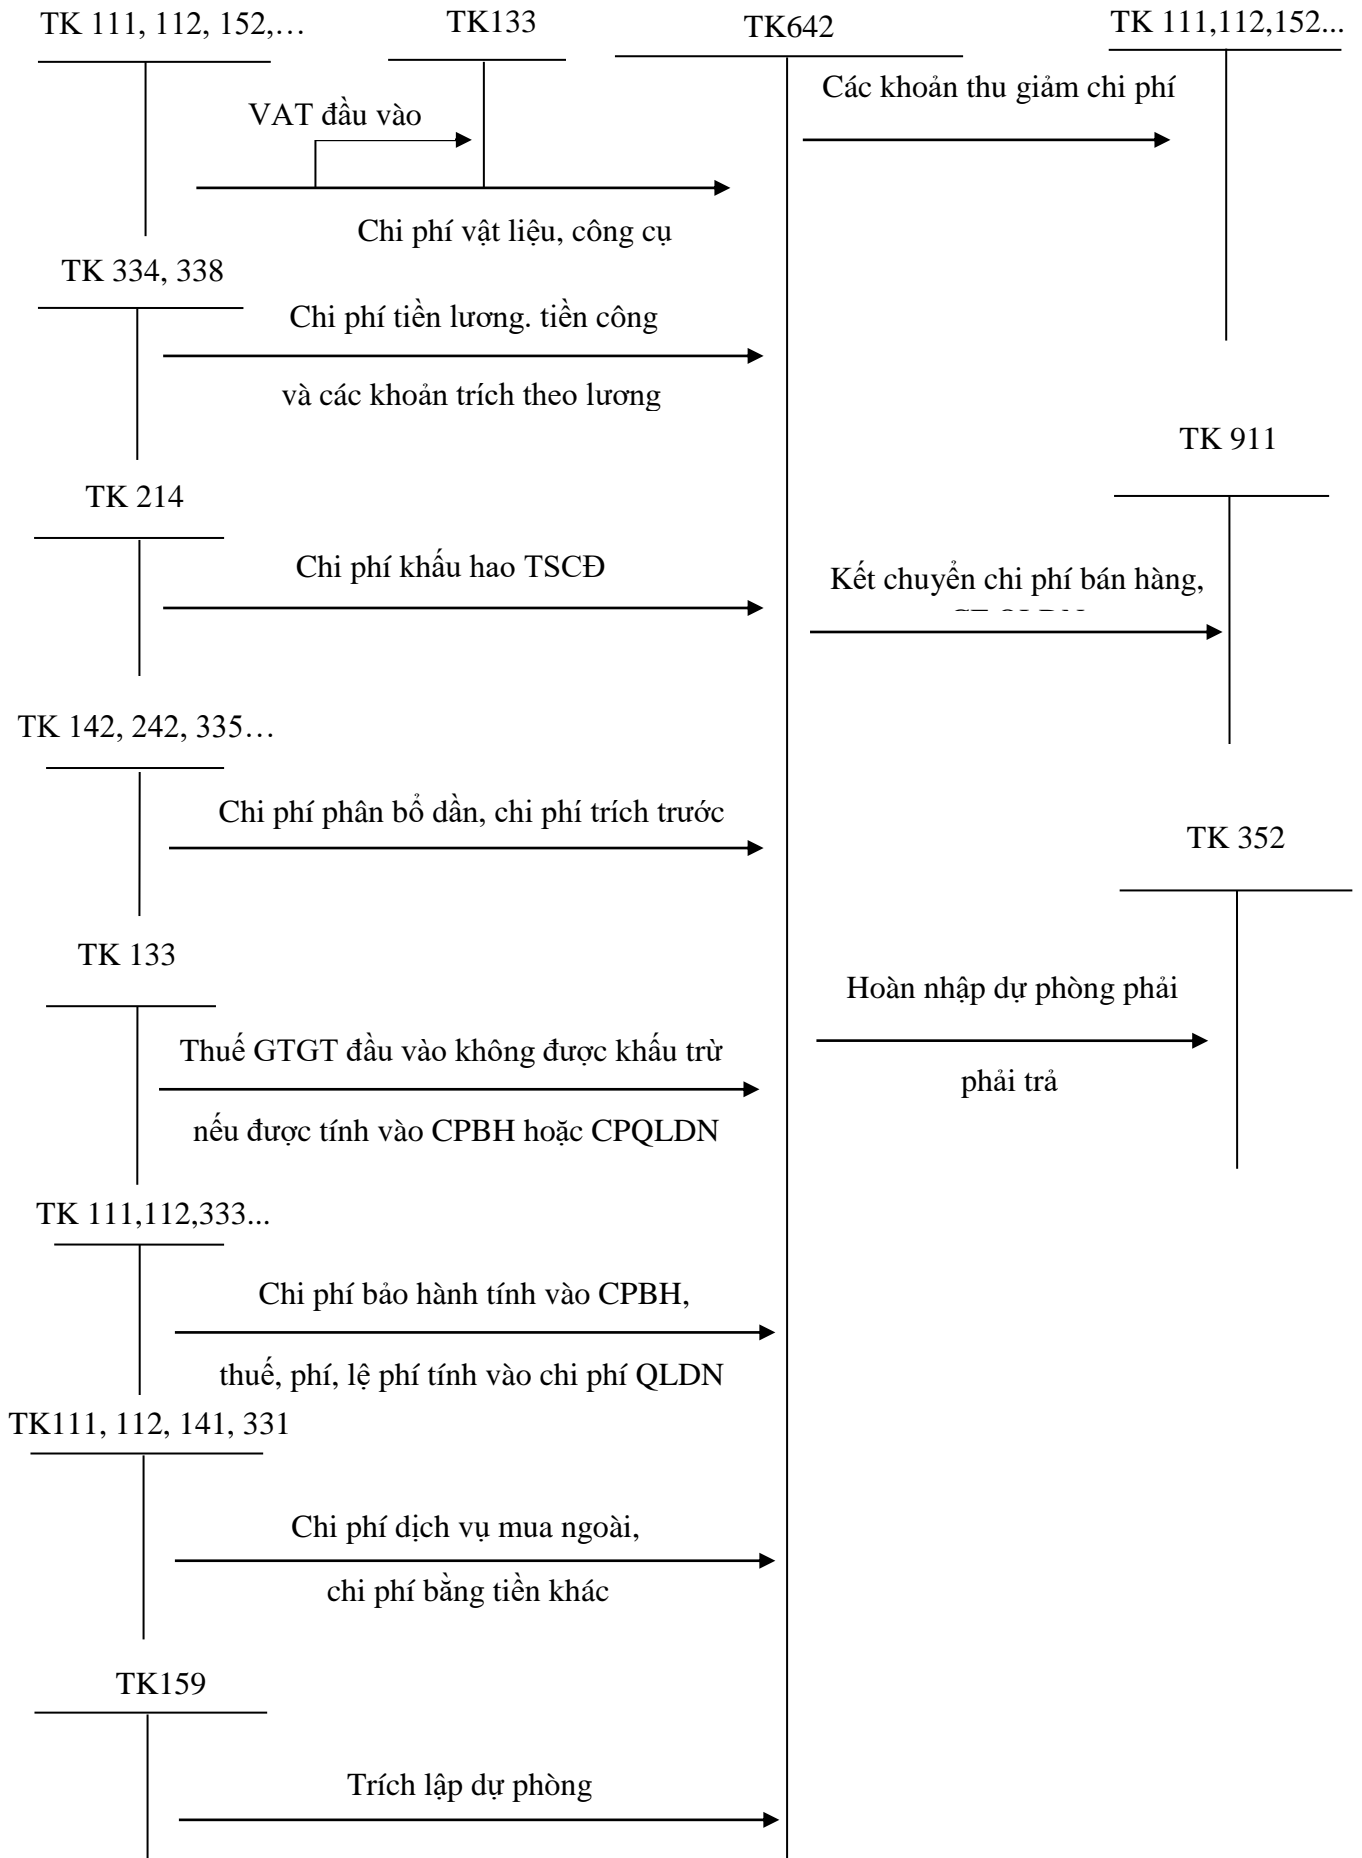 TK 111, 112, 152,…
TK133
TK642
TK 111,112,152...
Các khoản thu giảm chi phí
VAT đầu vào
Chi phí vật liệu, công cụ
TK 334, 338
Chi phí tiền lương. tiền công
và các khoản trích theo lương
TK 911
TK 214
Chi phí khấu hao TSCĐ
Kết chuyển chi phí bán hàng,
TK 142, 242, 335…
Chi phí phân bổ dần, chi phí trích trước
TK 352
TK 133
Hoàn nhập dự phòng phải
Thuế GTGT đầu vào không được khấu trừ
phải trả
nếu được tính vào CPBH hoặc CPQLDN
TK 111,112,333...
Chi phí bảo hành tính vào CPBH,
thuế, phí, lệ phí tính vào chi phí QLDN
TK111, 112, 141, 331
Chi phí dịch vụ mua ngoài,
chi phí bằng tiền khác
TK159
Trích lập dự phòng